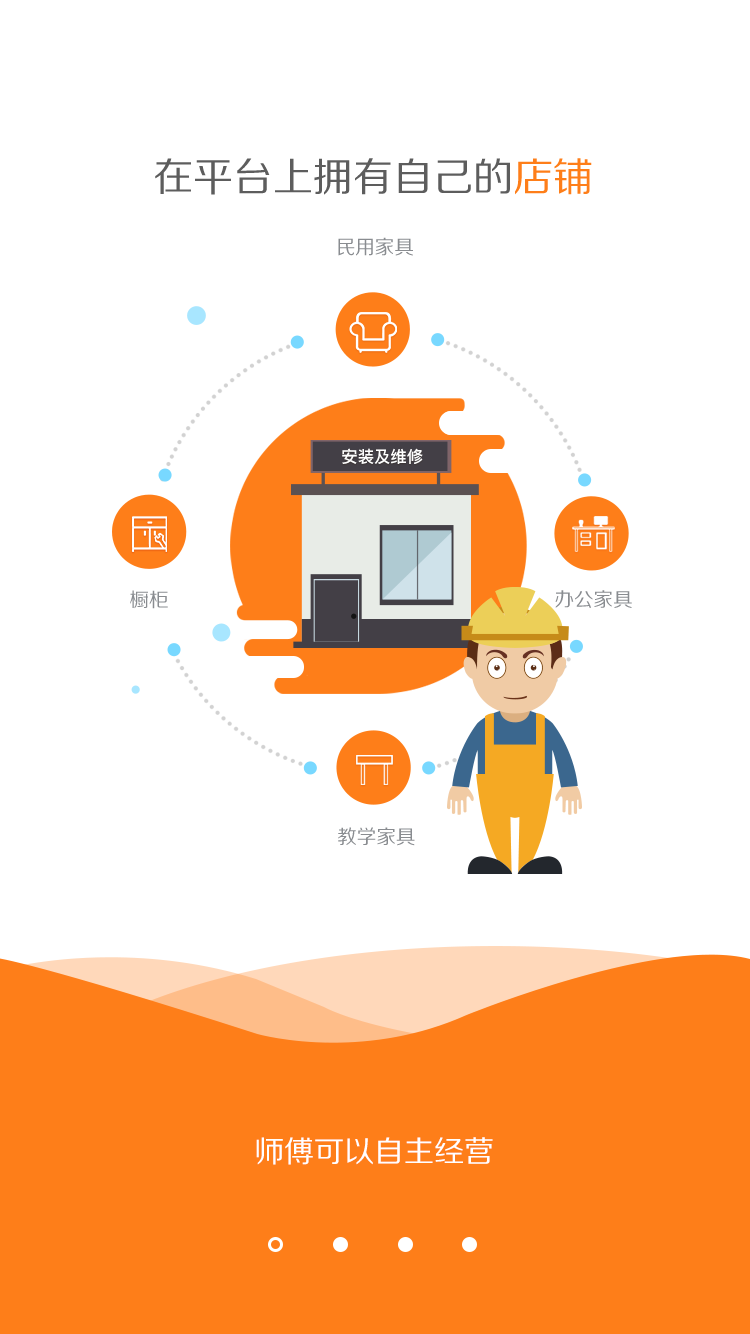 在平台上拥有自己的店铺
民用家具
安装及维修
橱柜
办公家具
教学家具
师傅可以自主经营